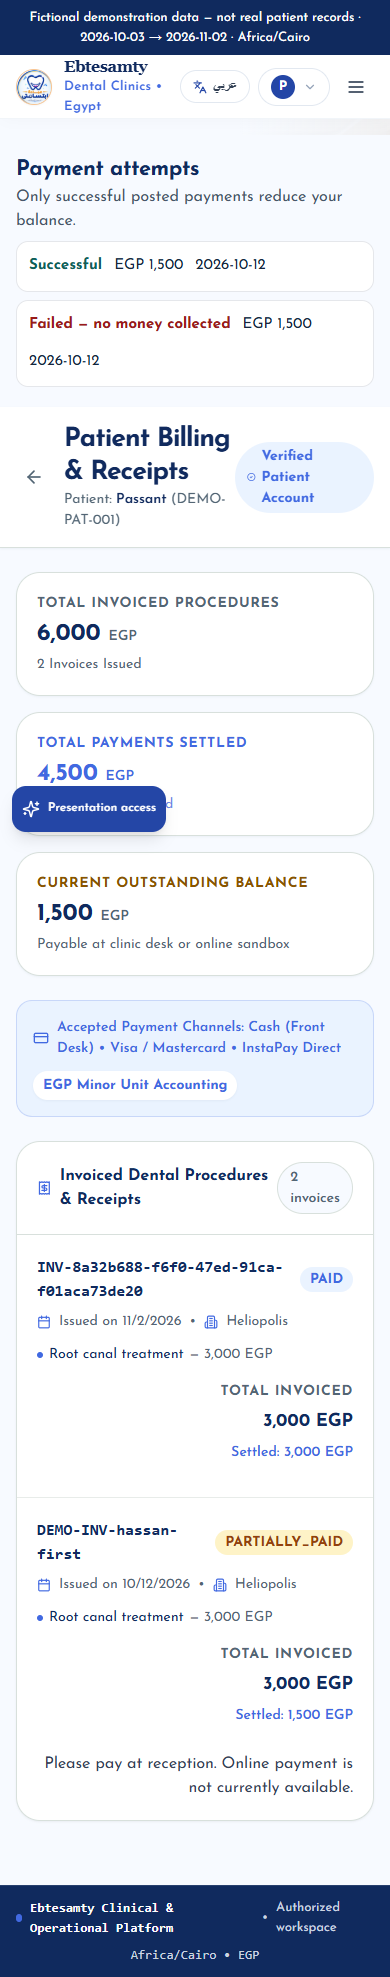 Fictional demonstration data — not real patient records ·
2026-10-03 → 2026-11-02 · Africa/Cairo
Ebtesamty
Dental Clinics •
Egypt
عربي
P
Payment attempts
Only successful posted payments reduce your
balance.
Successful EGP 1,500 2026-10-12
Failed — no money collected EGP 1,500
2026-10-12
Patient Billing
& Receipts
Patient: Passant (DEMO-
PAT-001)
Verified
Patient
Account
TOTAL INVOICED PROCEDURES
6,000 EGP
2 Invoices Issued
TOTAL PAYMENTS SETTLED
4,500 EGP
Presentation access
CURRENT OUTSTANDING BALANCE
1,500 EGP
Payable at clinic desk or online sandbox
Accepted Payment Channels: Cash (Front
Desk) • Visa / Mastercard • InstaPay Direct
EGP Minor Unit Accounting
Invoiced Dental Procedures
& Receipts
2
invoices
INV-8a32b688-f6f0-47ed-91ca-
f01aca73de20
PAID
Issued on 11/2/2026 • Heliopolis
• Root canal treatment — 3,000 EGP
TOTAL INVOICED
3,000 EGP
Settled: 3,000 EGP
DEMO-INV-hassan-
first
PARTIALLY_PAID
Issued on 10/12/2026 • Heliopolis
• Root canal treatment — 3,000 EGP
TOTAL INVOICED
3,000 EGP
Settled: 1,500 EGP
Please pay at reception. Online payment is
not currently available.
Ebtesamty Clinical &
Operational Platform
• Authorized
workspace
Africa/Cairo • EGP